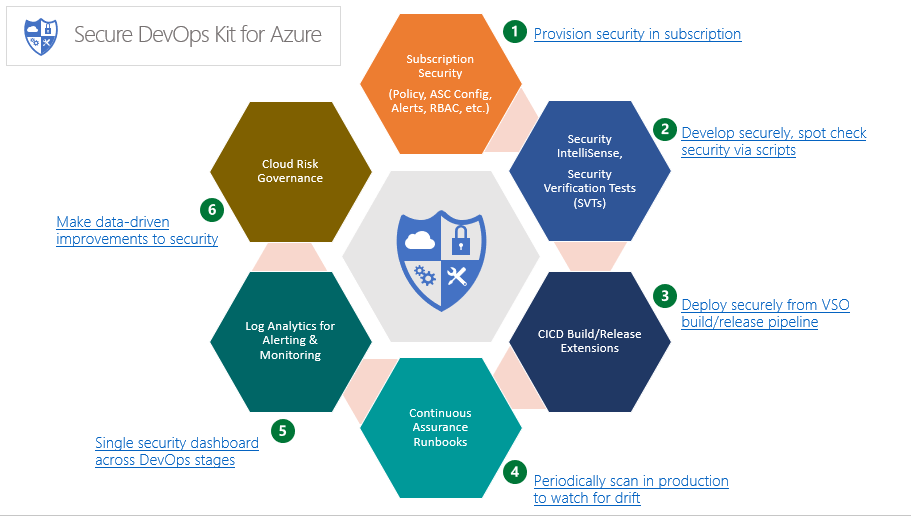 Secure DevOps Kit for Azure
Subscription
Security
(Policy, ASC Config,
Alerts, RBAC, etc.)
1
Provision security in subscription
Security
IntelliSense,
Security
Verification Tests
(SVTs)
2
Develop securely, spot check
security via scripts
CICD Build/Release
Extensions
3
Deploy securely from VSO
build/release pipeline
Continuous
Assurance
Runbooks
4
Periodically scan in production
to watch for drift
Log Analytics for
Alerting &
Monitoring
5
Single security dashboard
across DevOps stages
Cloud Risk
Governance
6
Make data-driven
improvements to security